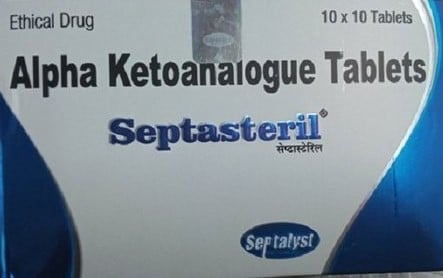 Ethical Drug
10 x 10 Tablets
Alpha Ketoanalogue Tablets
Septasteril®
सेप्टास्टेरिल
Septalyst